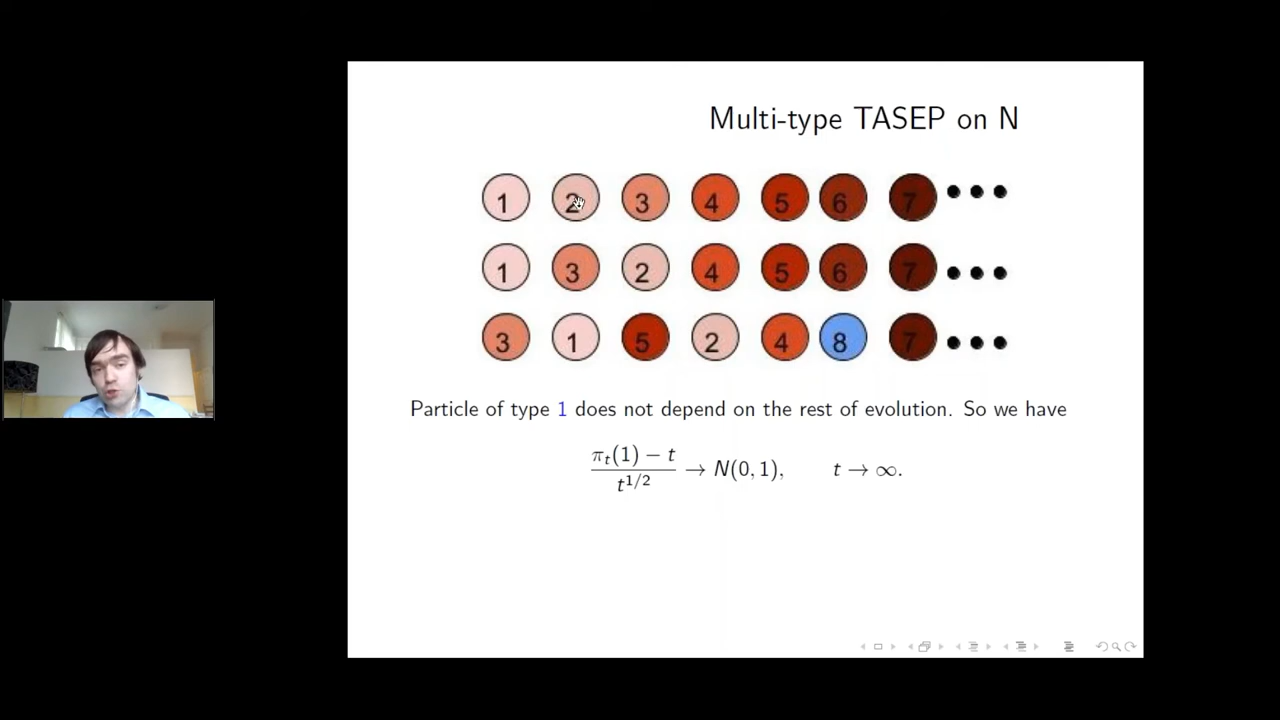 Multi-type TASEP on N
1 2 3 4 5 6 7 •••
1 3 2 4 5 6 7 •••
3 1 5 2 4 8 7 •••
Particle of type 1 does not depend on the rest of evolution. So we have
(π_t(1) − t) / t^{1/2} → N(0, 1), t → ∞.